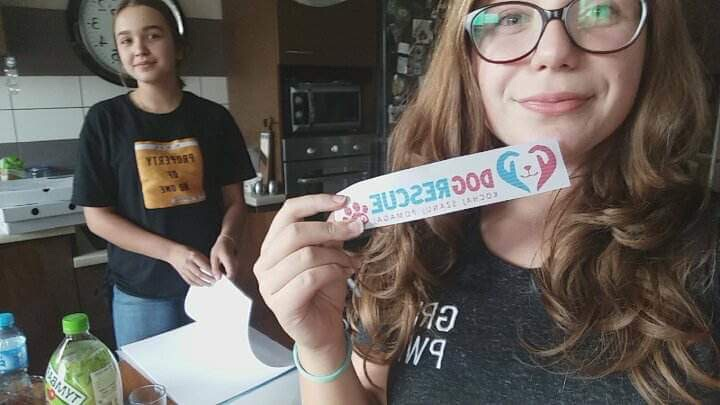 PROPERTY
OF
NO ONE
DOG RESCUE
KOCHAJ SZANUJ POMAGAJ